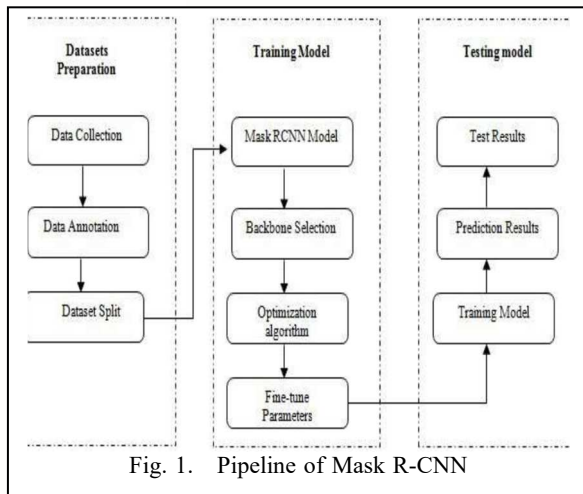 Datasets
Preparation
Data Collection
Data Annotation
Dataset Split
Training Model
Mask RCNN Model
Backbone Selection
Optimization
algorithm
Fine-tune
Parameters
Testing model
Test Results
Prediction Results
Training Model
Fig. 1. Pipeline of Mask R-CNN